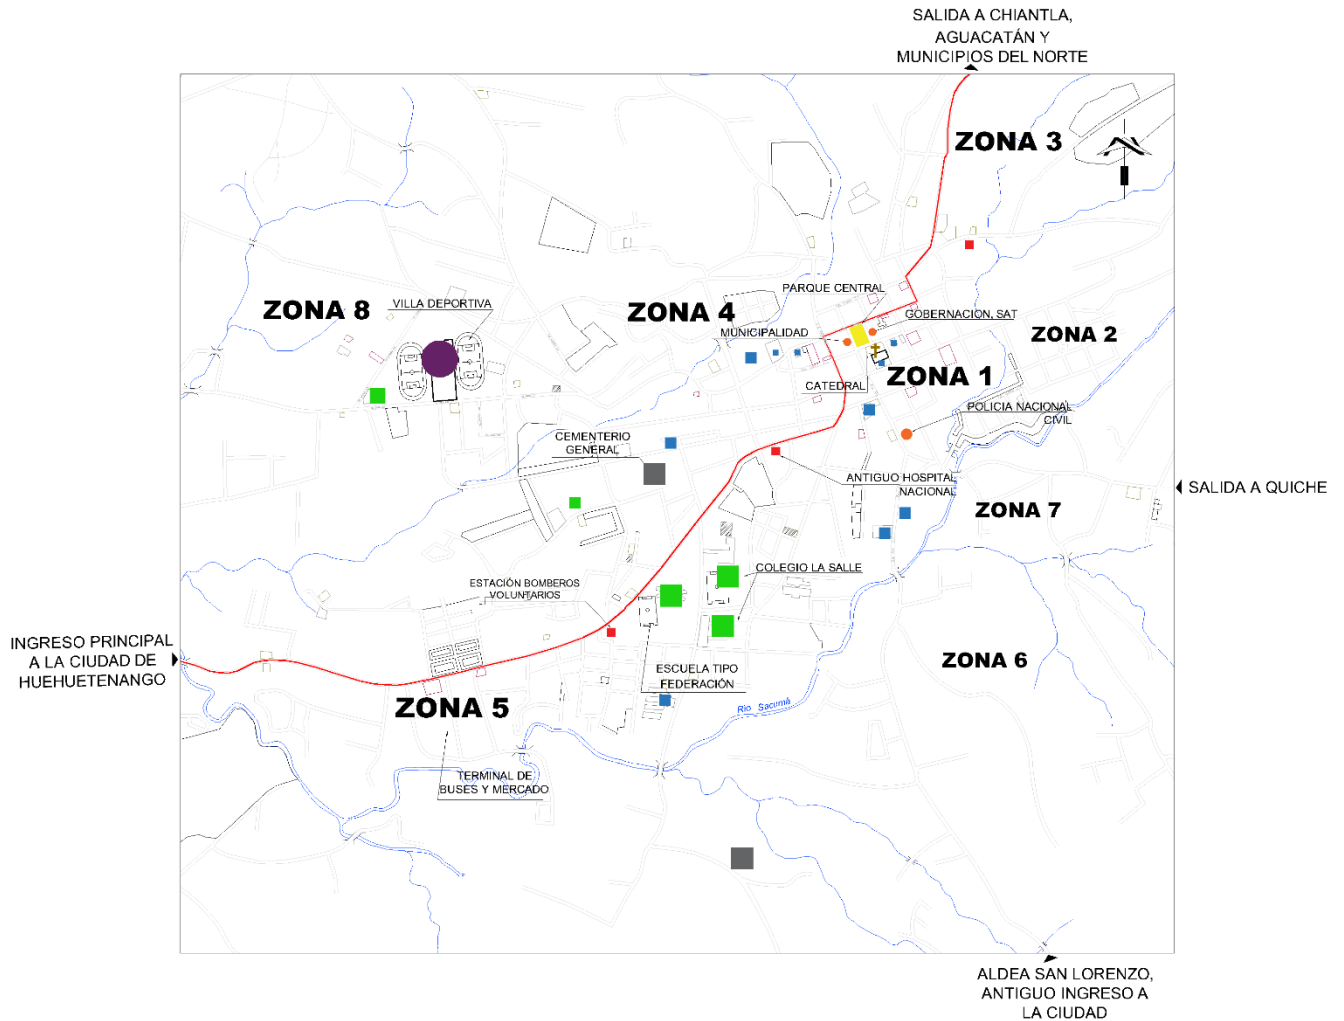 SALIDA A CHIANTLA,
AGUACATÁN Y
MUNICIPIOS DEL NORTE
ZONA 3
PARQUE CENTRAL
ZONA 8
VILLA DEPORTIVA
ZONA 4
GOBERNACION, SAT
MUNICIPALIDAD
ZONA 2
CATEDRAL
ZONA 1
POLICIA NACIONAL
CIVIL
CEMENTERIO
GENERAL
ANTIGUO HOSPITAL
NACIONAL
SALIDA A QUICHE
ZONA 7
COLEGIO LA SALLE
ESTACIÓN BOMBEROS
VOLUNTARIOS
INGRESO PRINCIPAL
A LA CIUDAD DE
HUEHUETENANGO
ZONA 6
ESCUELA TIPO
FEDERACIÓN
ZONA 5
Rio Sacumá
TERMINAL DE
BUSES Y MERCADO
ALDEA SAN LORENZO,
ANTIGUO INGRESO A
LA CIUDAD